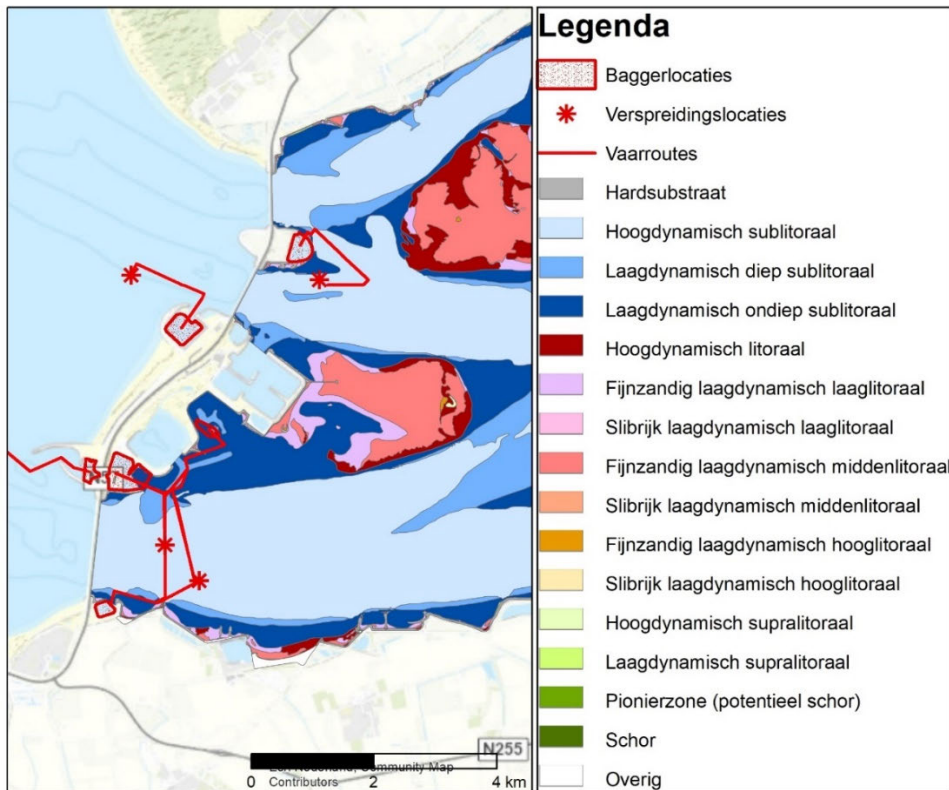 Legenda
Baggerlocaties
Verspreidingslocaties
Vaarroutes
Hardsubstraat
Hoogdynamisch sublitoraal
Laagdynamisch diep sublitoraal
Laagdynamisch ondiep sublitoraal
Hoogdynamisch litoraal
Fijnzandig laagdynamisch laaglitoraal
Slibrijk laagdynamisch laaglitoraal
Fijnzandig laagdynamisch middenlitoraal
Slibrijk laagdynamisch middenlitoraal
Fijnzandig laagdynamisch hooglitoraal
Slibrijk laagdynamisch hooglitoraal
Hoogdynamisch supralitoraal
Laagdynamisch supralitoraal
Pionierzone (potentieel schor)
Schor
Overig
N255
Community Map
Contributors
0 2 4 km